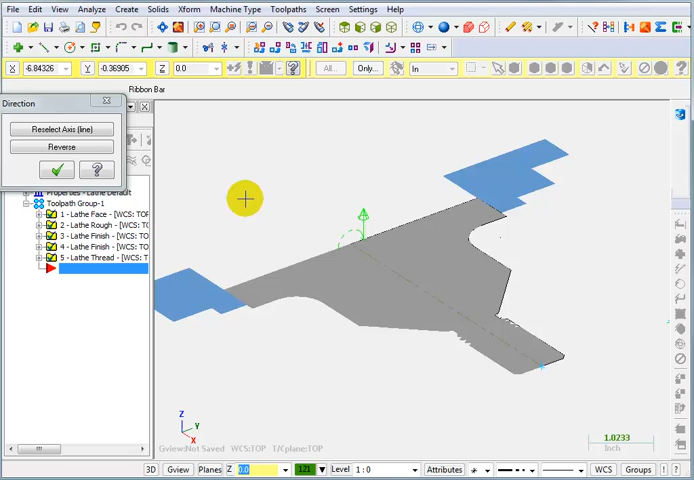 File Edit View Analyze Create Solids Xform Machine Type Toolpaths Screen Settings Help
X -6.84326 Y -0.36905 Z 0.0 All... Only... In
Ribbon Bar
Direction
Reselect Axis (line)
Reverse
Properties - Lathe Default
Toolpath Group-1
1 - Lathe Face - [WCS: TOP
2 - Lathe Rough - [WCS: TO
3 - Lathe Finish - [WCS: TO
4 - Lathe Finish - [WCS: TO
5 - Lathe Thread - [WCS: T
Z
Y
X
Gview:Not Saved WCS:TOP T/Cplane:TOP
1.0233
Inch
3D Gview Planes Z 0.0 121 Level 1 : 0 Attributes WCS Groups ! ?